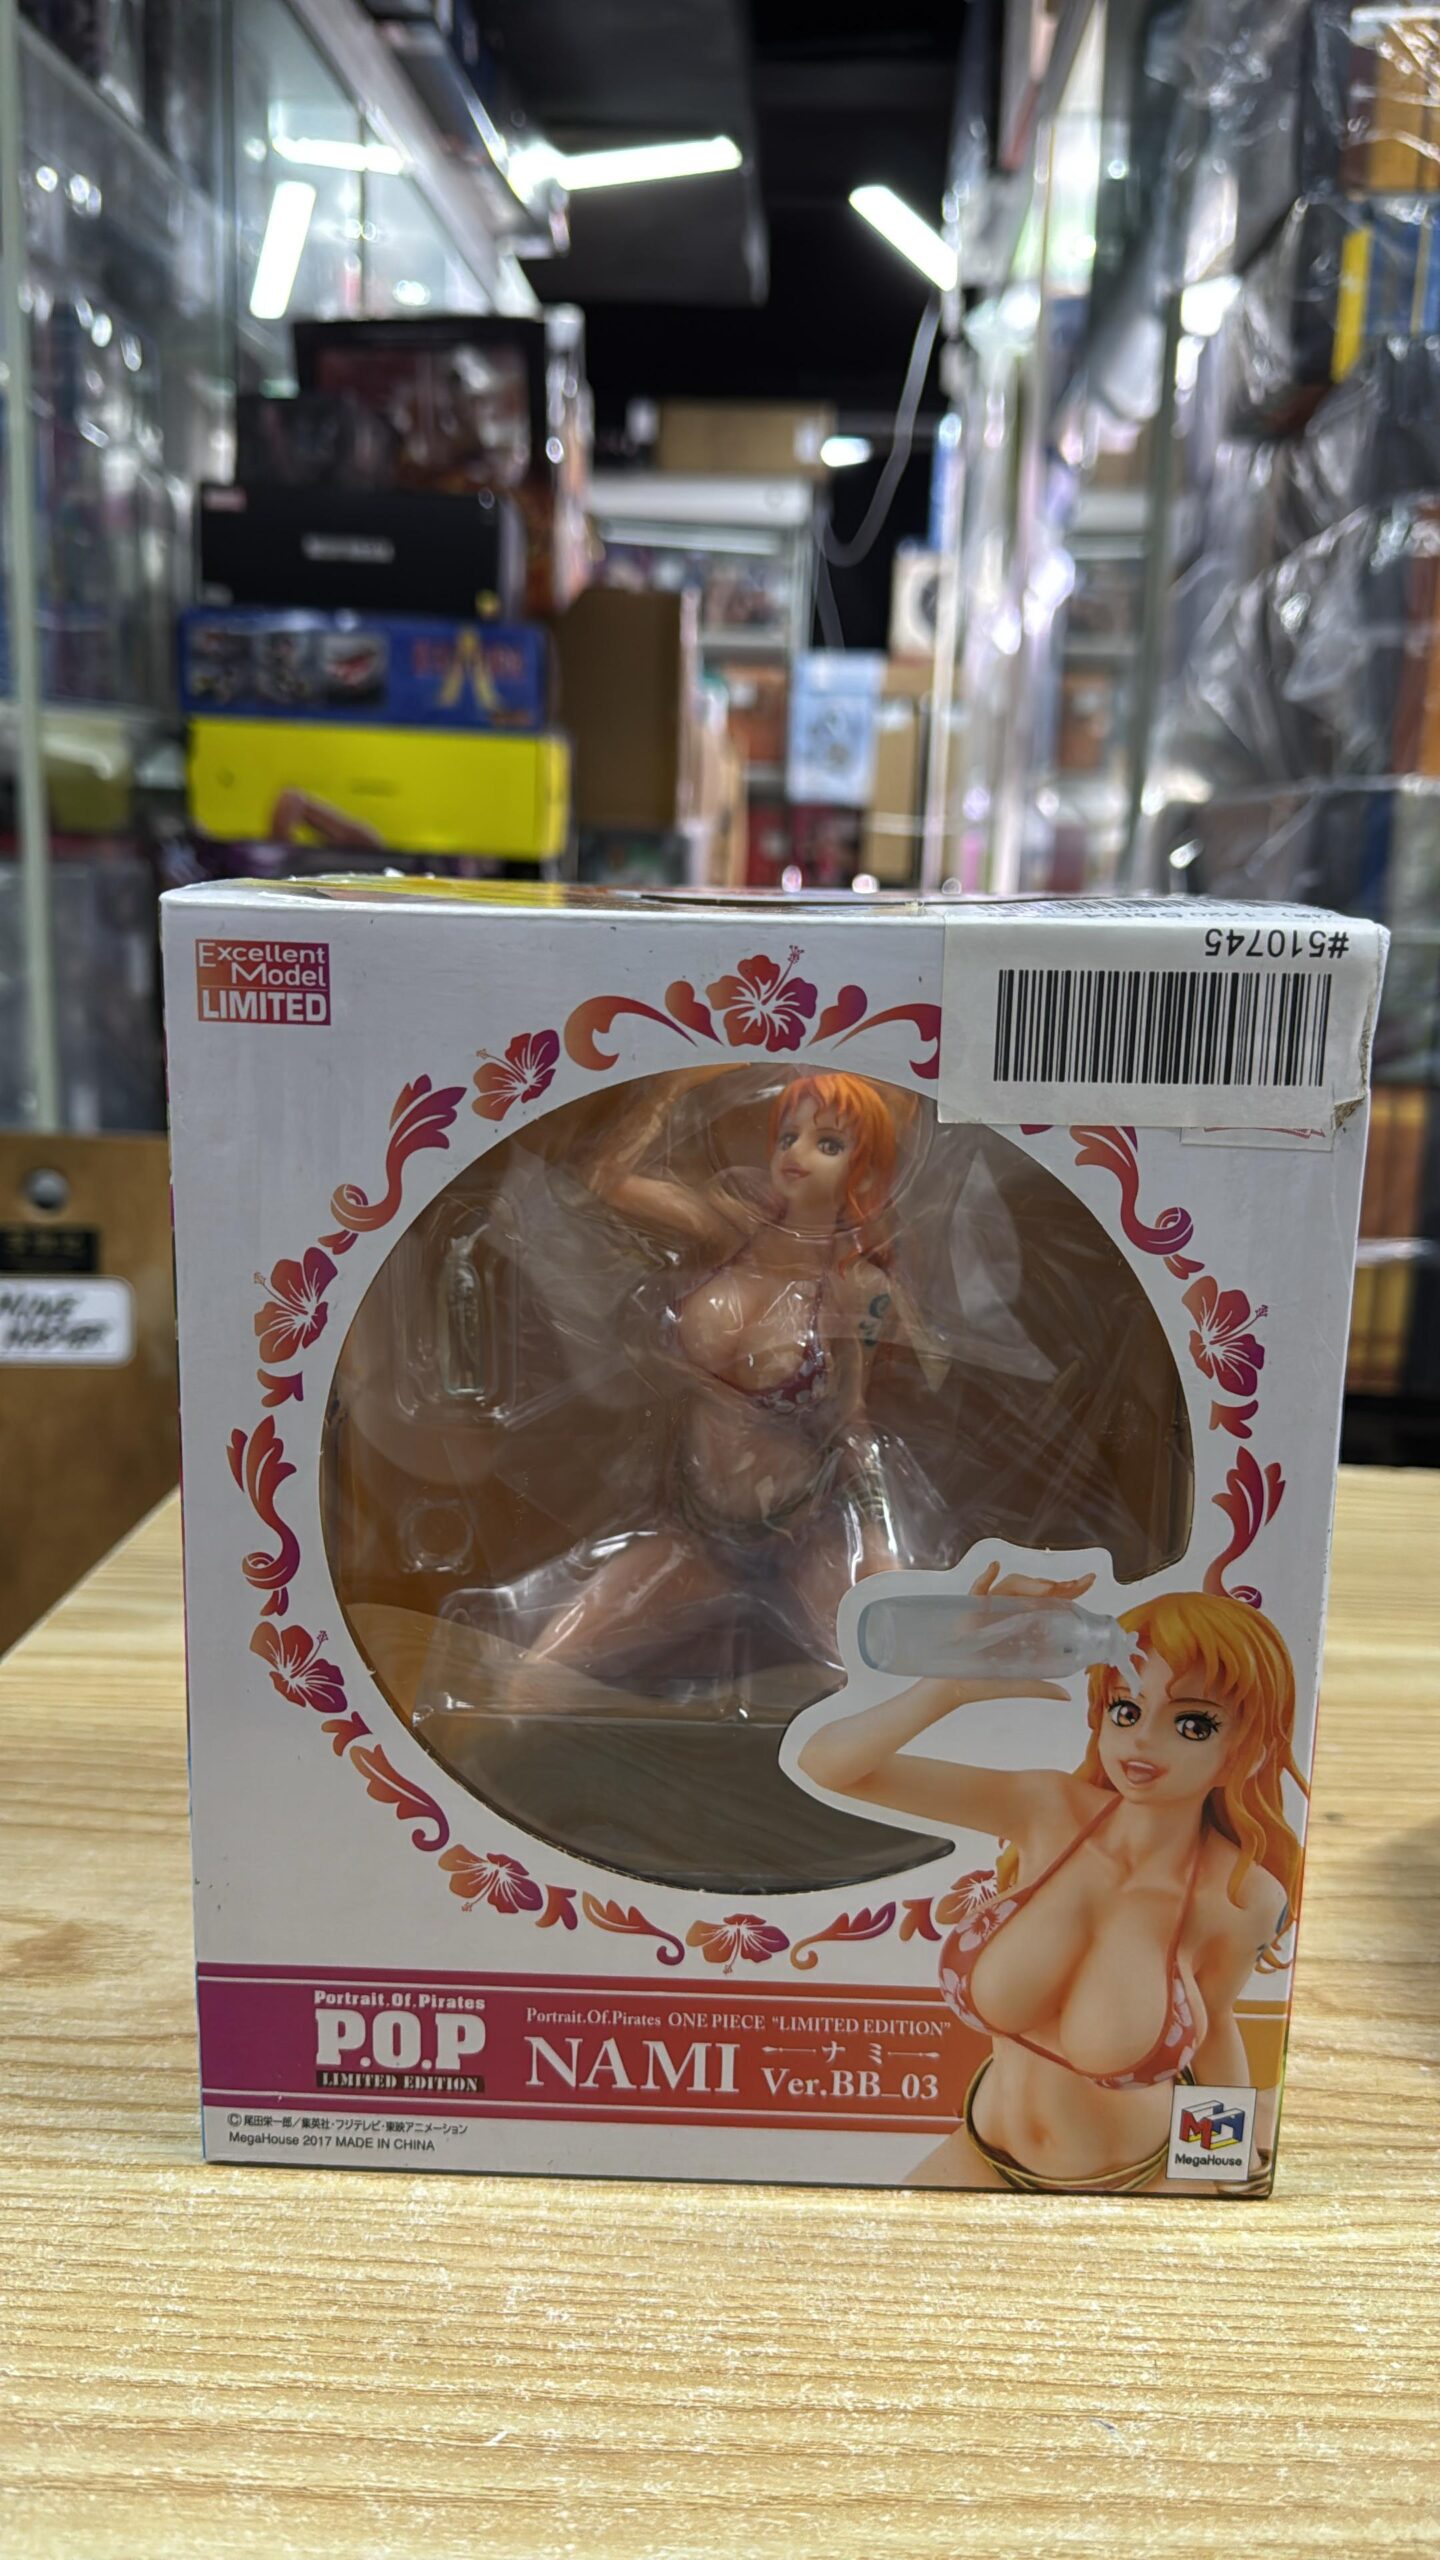 #510745
Excellent
Model
LIMITED
Portrait.Of.Pirates
P.O.P
LIMITED EDITION
Portrait.Of.Pirates ONE PIECE "LIMITED EDITION"
NAMI
ナミ
Ver.BB_03
©尾田栄一郎／集英社・フジテレビ・東映アニメーション
MegaHouse 2017 MADE IN CHINA
MegaHouse